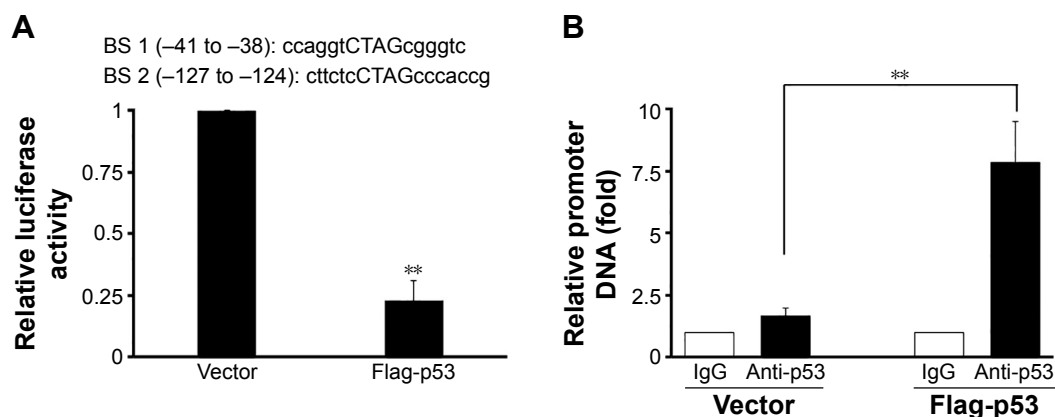 A
BS 1 (–41 to –38): ccaggtCTAGcgggtc
BS 2 (–127 to –124): cttctcCTAGcccaccg
Relative luciferase
activity
1
0.75
0.5
0.25
0
**
Vector
Flag-p53
B
Relative promoter
DNA (fold)
10
7.5
5
2.5
0
**
IgG
Anti-p53
IgG
Anti-p53
Vector
Flag-p53